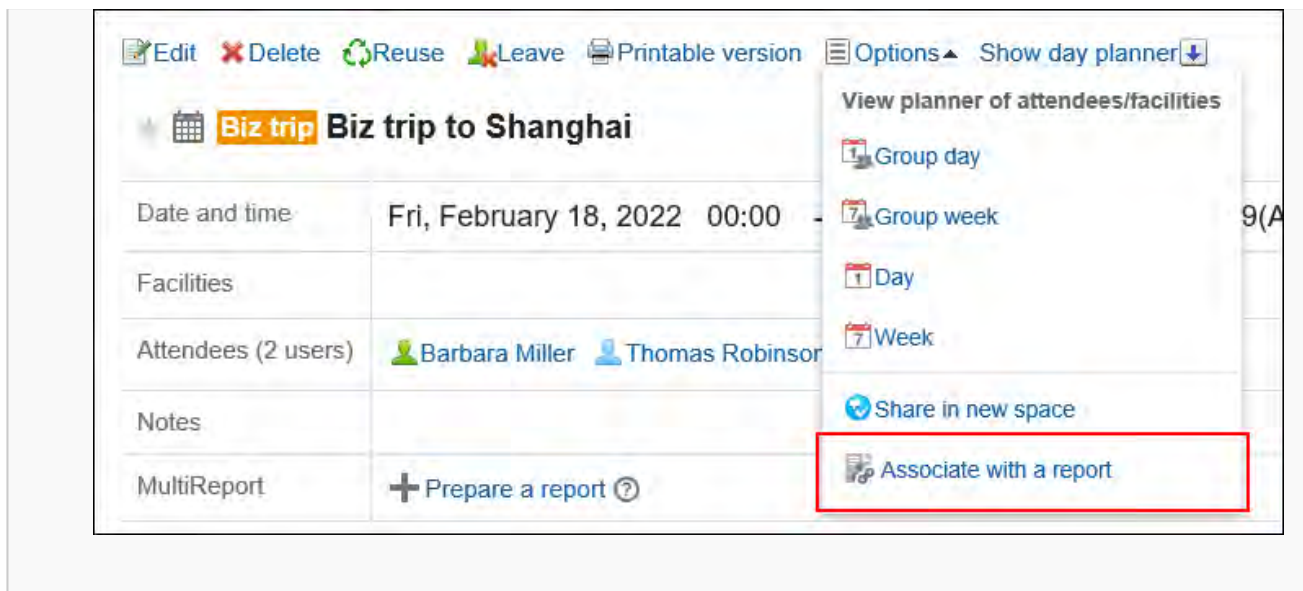 Edit Delete Reuse Leave Printable version Options▲ Show day planner
View planner of attendees/facilities
Biz trip Biz trip to Shanghai
Group day
Date and time Fri, February 18, 2022 00:00 - Group week 9(A
Day
Facilities
Attendees (2 users) Barbara Miller Thomas Robinson Week
Share in new space
Notes
Associate with a report
MultiReport Prepare a report ?